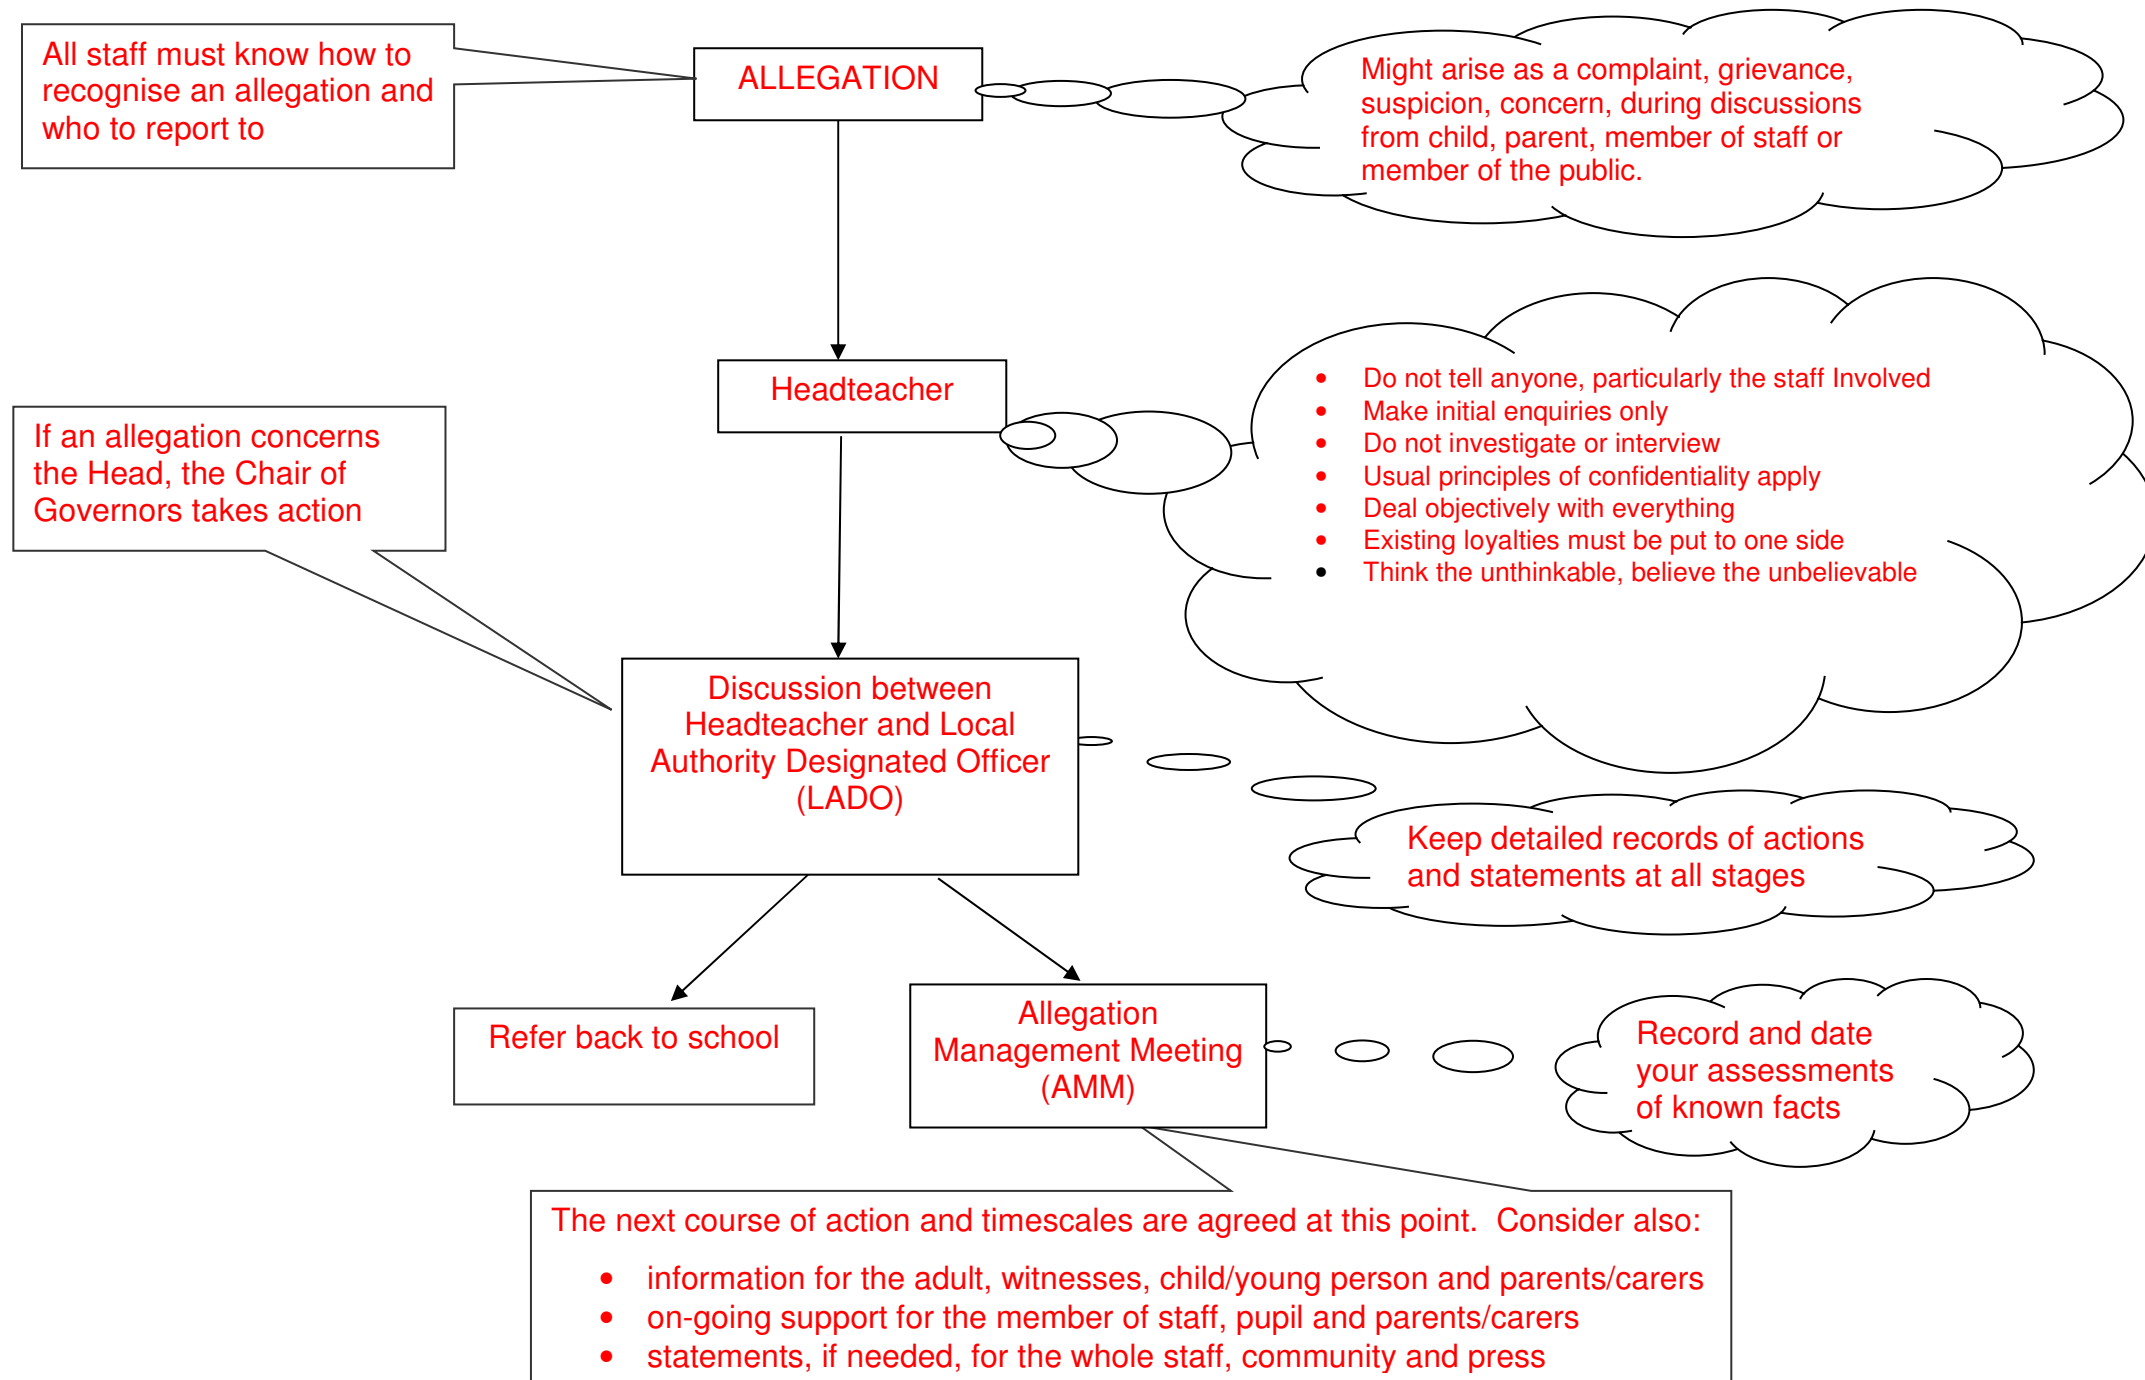 All staff must know how to
recognise an allegation and
who to report to
ALLEGATION
Might arise as a complaint, grievance,
suspicion, concern, during discussions
from child, parent, member of staff or
member of the public.
Headteacher
• Do not tell anyone, particularly the staff Involved
• Make initial enquiries only
• Do not investigate or interview
• Usual principles of confidentiality apply
• Deal objectively with everything
• Existing loyalties must be put to one side
• Think the unthinkable, believe the unbelievable
If an allegation concerns
the Head, the Chair of
Governors takes action
Discussion between
Headteacher and Local
Authority Designated Officer
(LADO)
Keep detailed records of actions
and statements at all stages
Refer back to school
Allegation
Management Meeting
(AMM)
Record and date
your assessments
of known facts
The next course of action and timescales are agreed at this point.  Consider also:
• information for the adult, witnesses, child/young person and parents/carers
• on-going support for the member of staff, pupil and parents/carers
• statements, if needed, for the whole staff, community and press